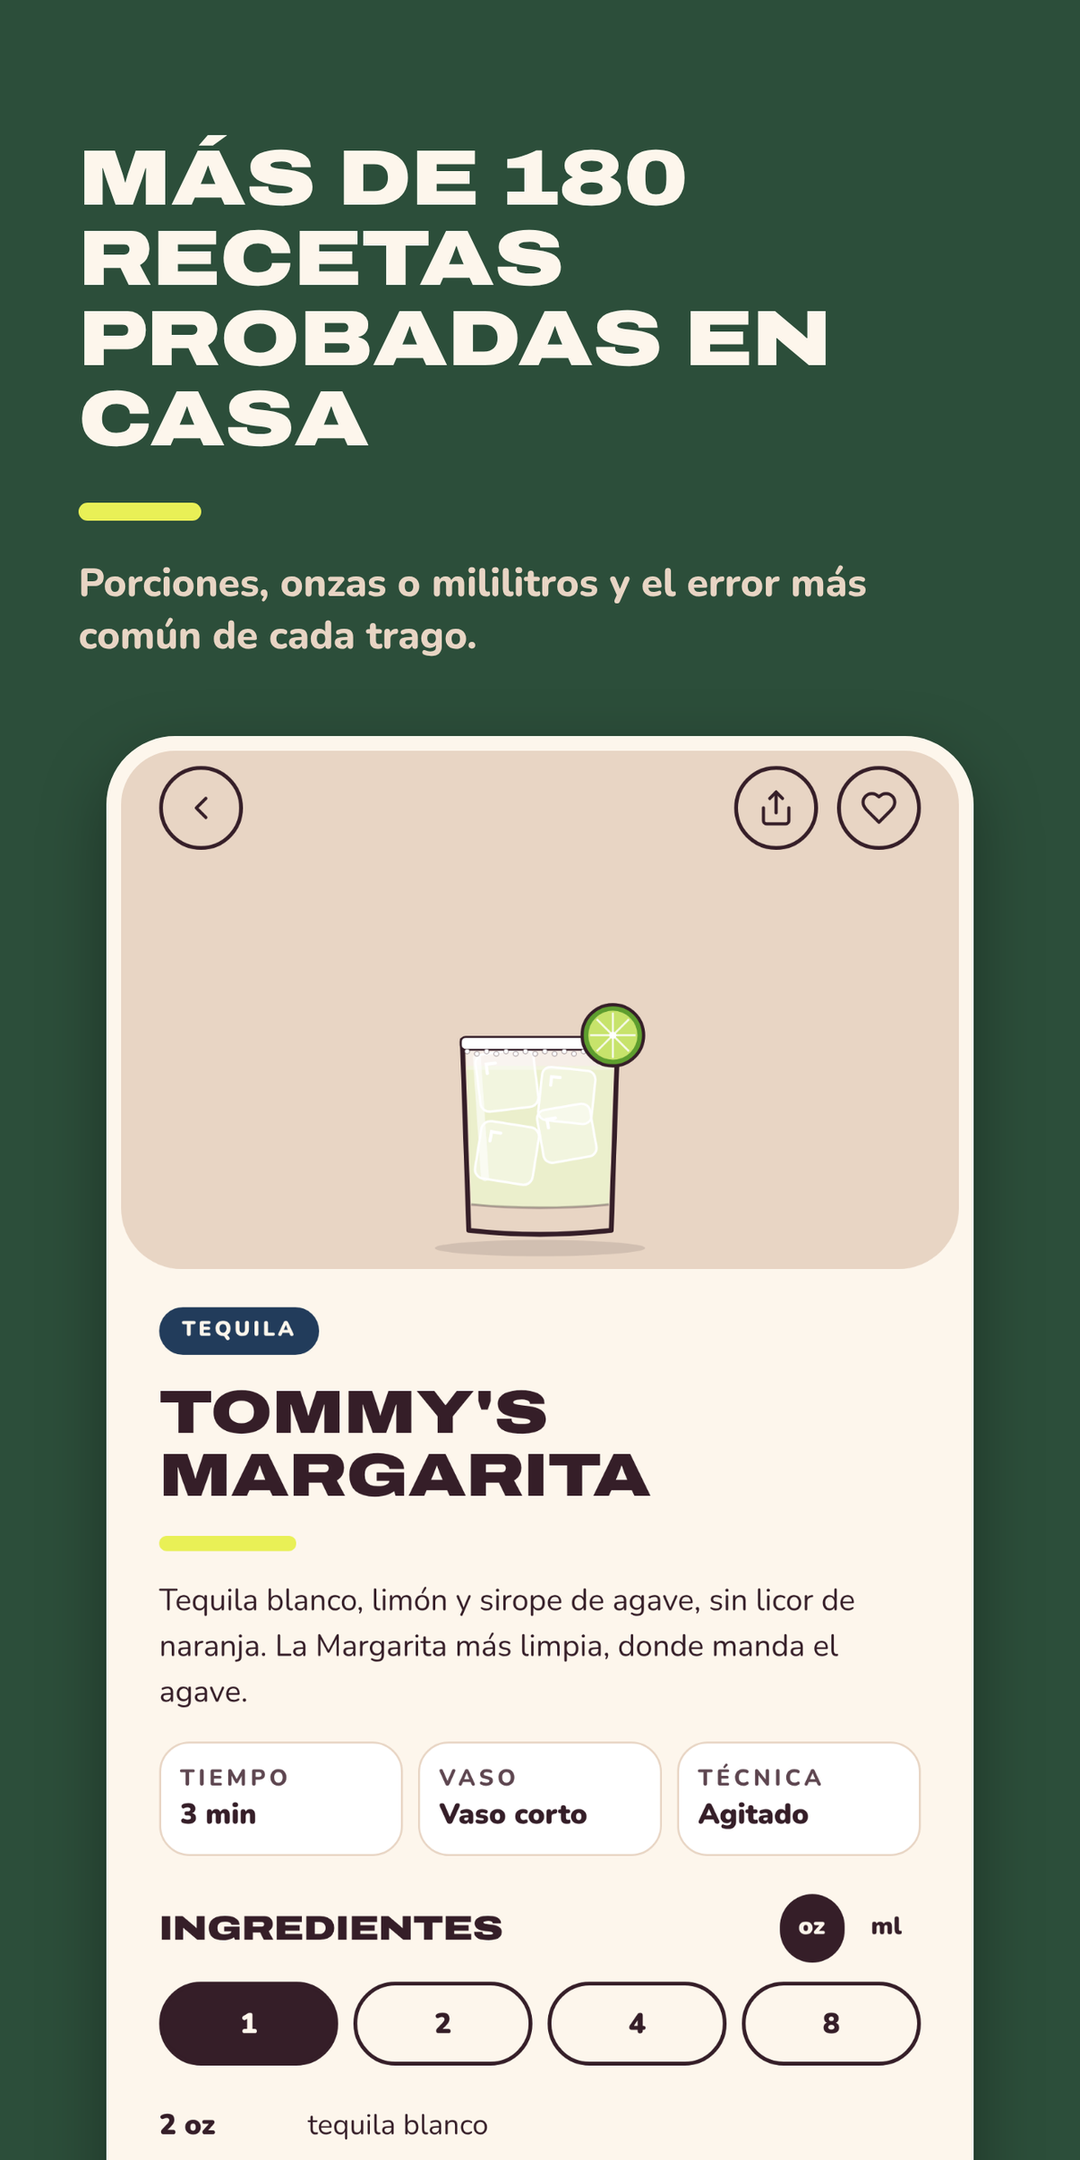 MÁS DE 180
RECETAS
PROBADAS EN
CASA
Porciones, onzas o mililitros y el error más
común de cada trago.
TEQUILA
TOMMY'S
MARGARITA
Tequila blanco, limón y sirope de agave, sin licor de
naranja. La Margarita más limpia, donde manda el
agave.
TIEMPO VASO TÉCNICA
3 min Vaso corto Agitado
INGREDIENTES oz ml
1 2 4 8
2 oz tequila blanco